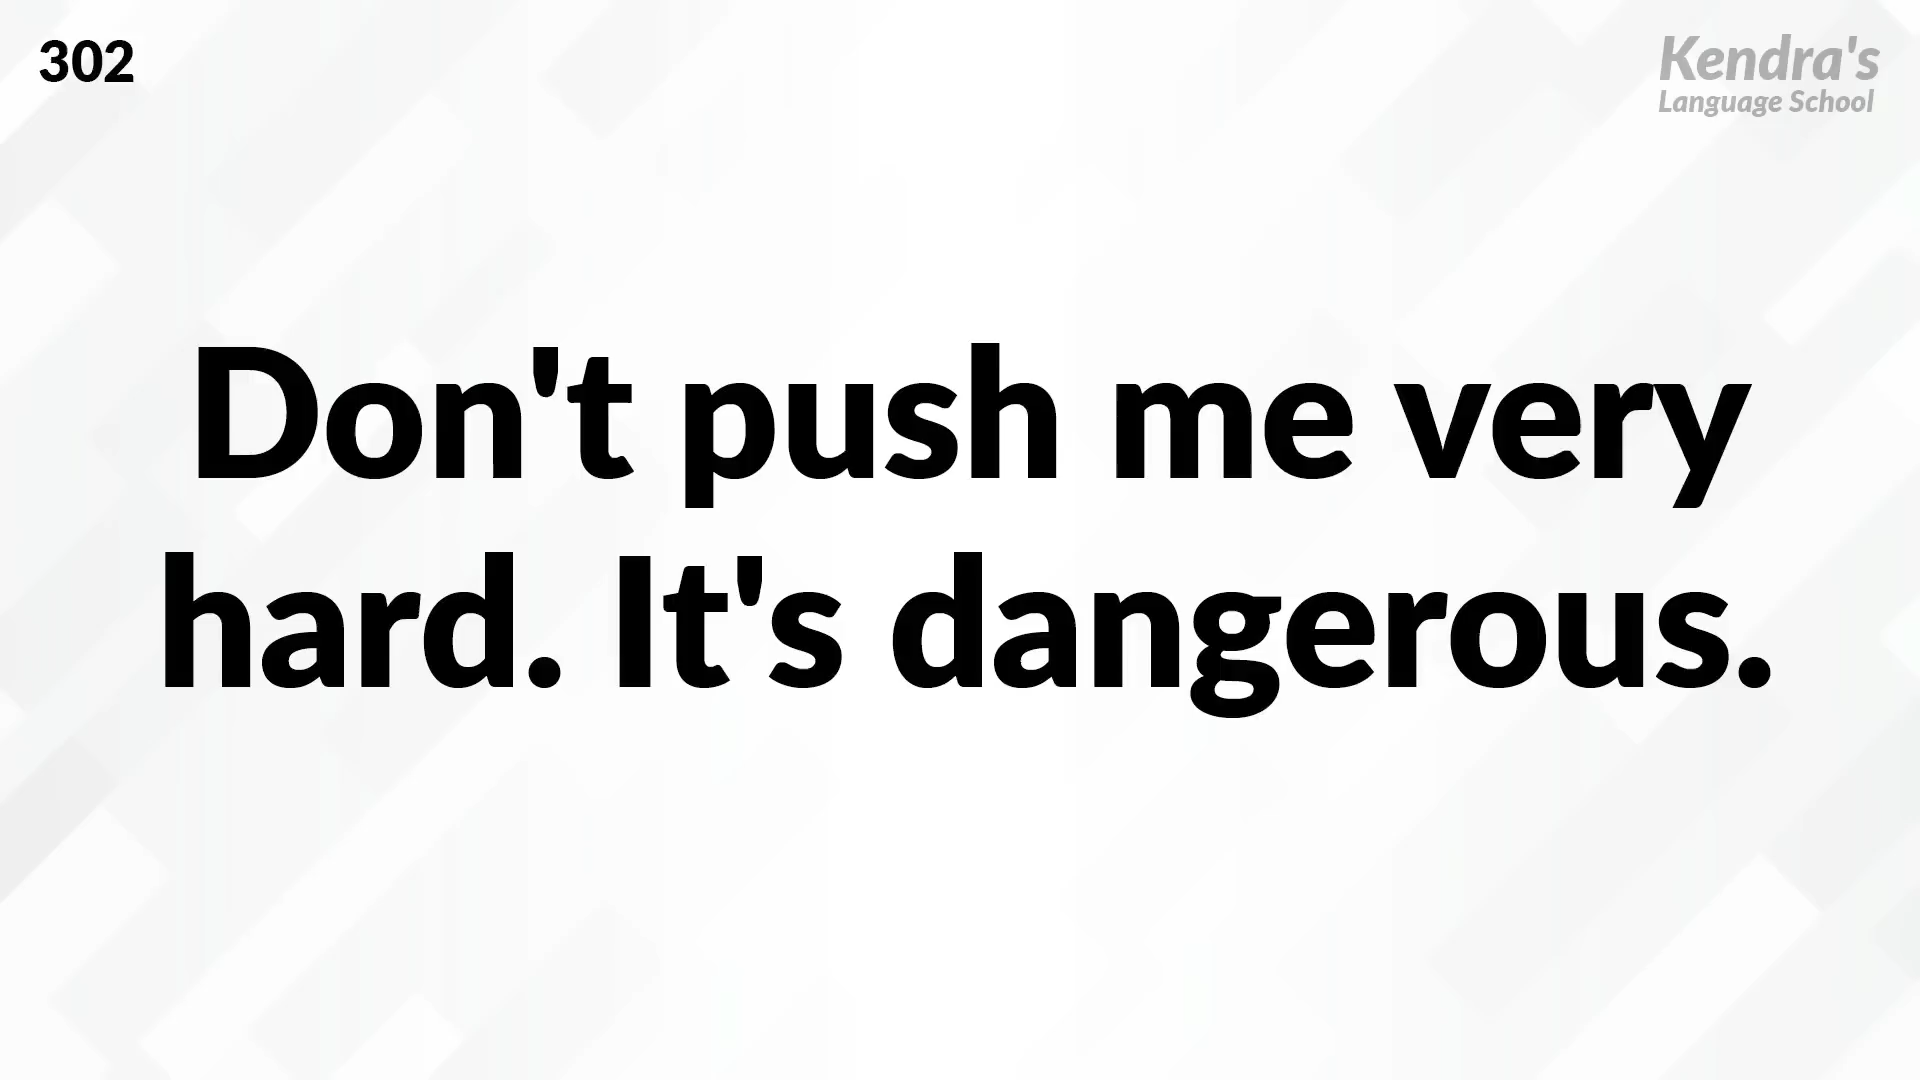 302
Kendra's
Language School
Don't push me very
hard. It's dangerous.